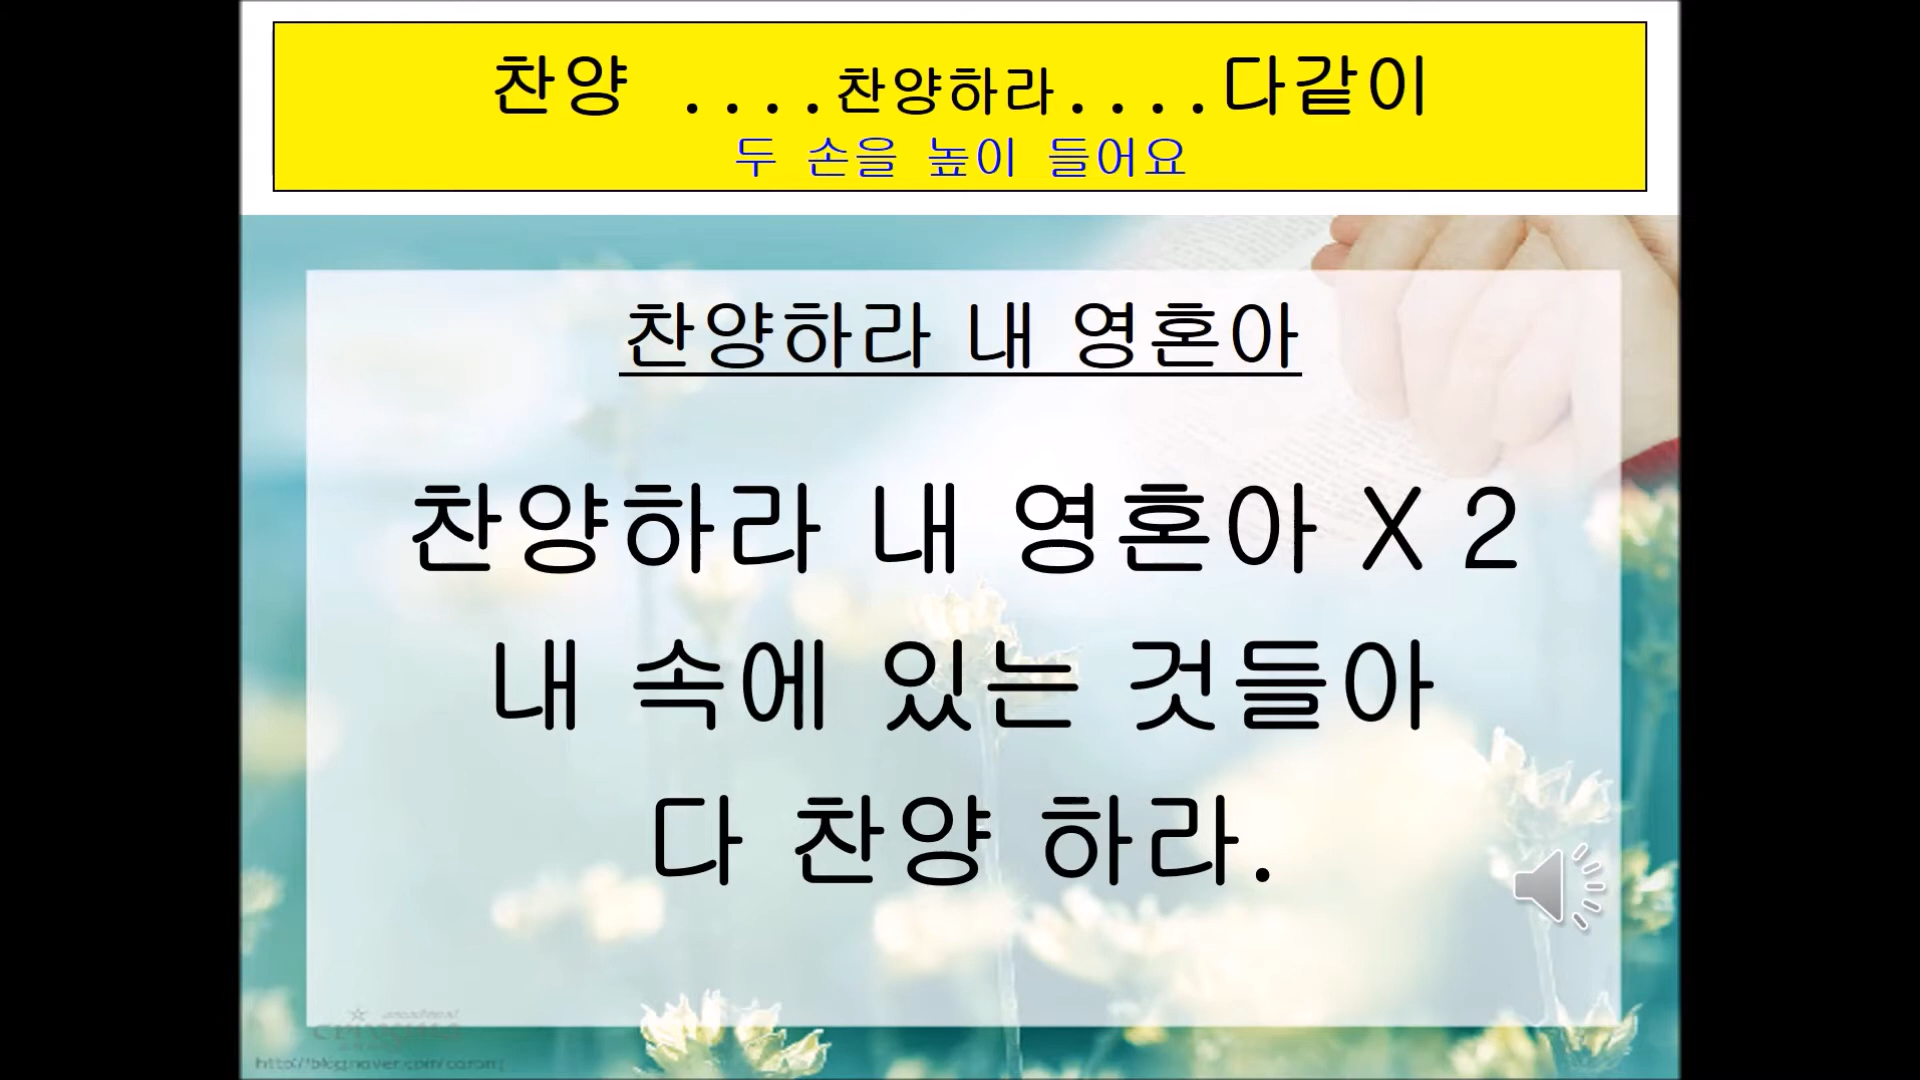 찬양 ....찬양하라....다같이
두 손을 높이 들어요
찬양하라 내 영혼아
찬양하라 내 영혼아 X 2
내 속에 있는 것들아
다 찬양 하라.